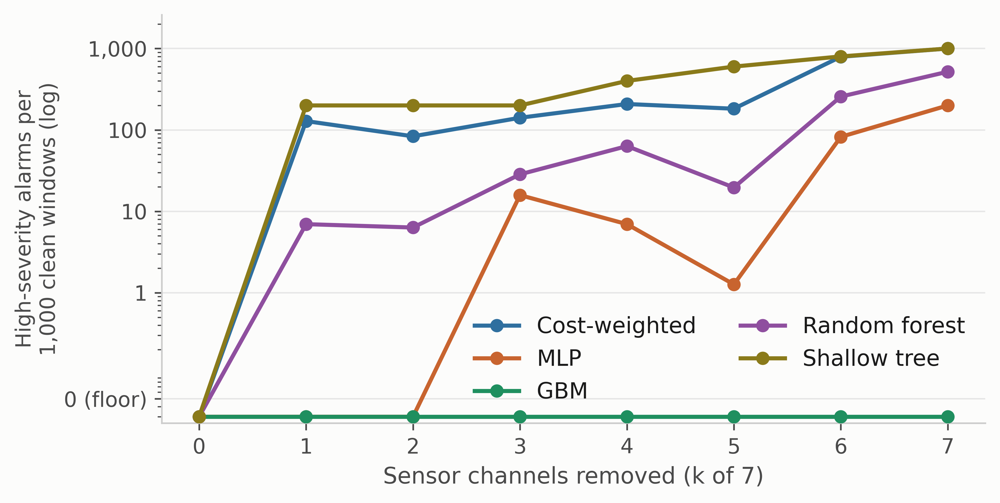 High-severity alarms per
1,000 clean windows (log)
1,000
100
10
1
0 (floor)
Cost-weighted
MLP
GBM
Random forest
Shallow tree
0 1 2 3 4 5 6 7
Sensor channels removed (k of 7)